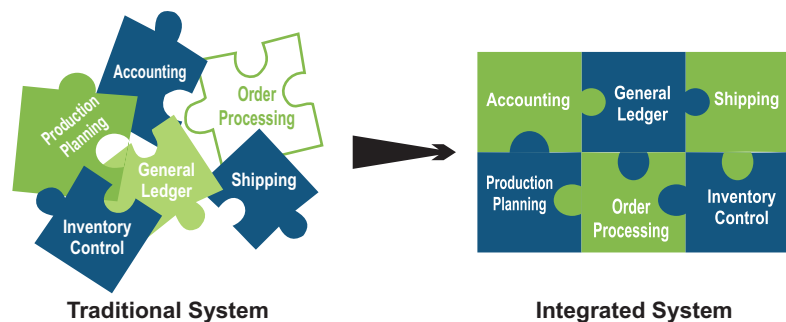 Accounting
Order
Processing
Production
Planning
General
Ledger
Shipping
Inventory
Control
Traditional System
Accounting
General
Ledger
Shipping
Production
Planning
Order
Processing
Inventory
Control
Integrated System